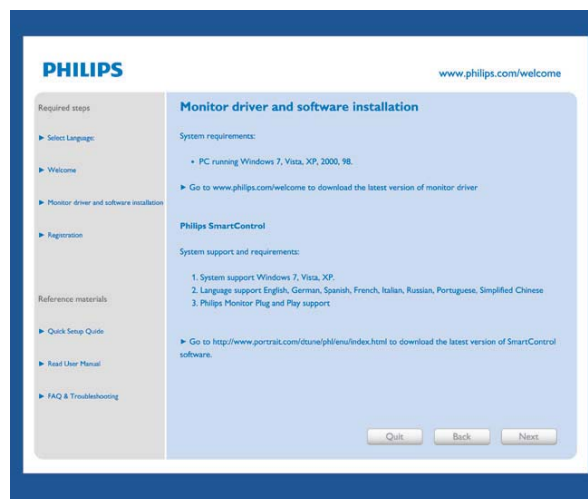 PHILIPS
www.philips.com/welcome
Required steps
► Select Language:
► Welcome
► Monitor driver and software installation
► Registration
Reference materials
► Quick Setup Guide
► Read User Manual
► FAQ & Troubleshooting
Monitor driver and software installation
System requirements:
• PC running Windows 7, Vista, XP, 2000, 98.
► Go to www.philips.com/welcome to download the latest version of monitor driver
Philips SmartControl
System support and requirements:
1. System support Windows 7, Vista, XP.
2. Language support English, German, Spanish, French, Italian, Russian, Portuguese, Simplified Chinese
3. Philips Monitor Plug and Play support
► Go to http://www.portrait.com/dtune/phl/enu/index.html to download the latest version of SmartControl
software.
Quit
Back
Next